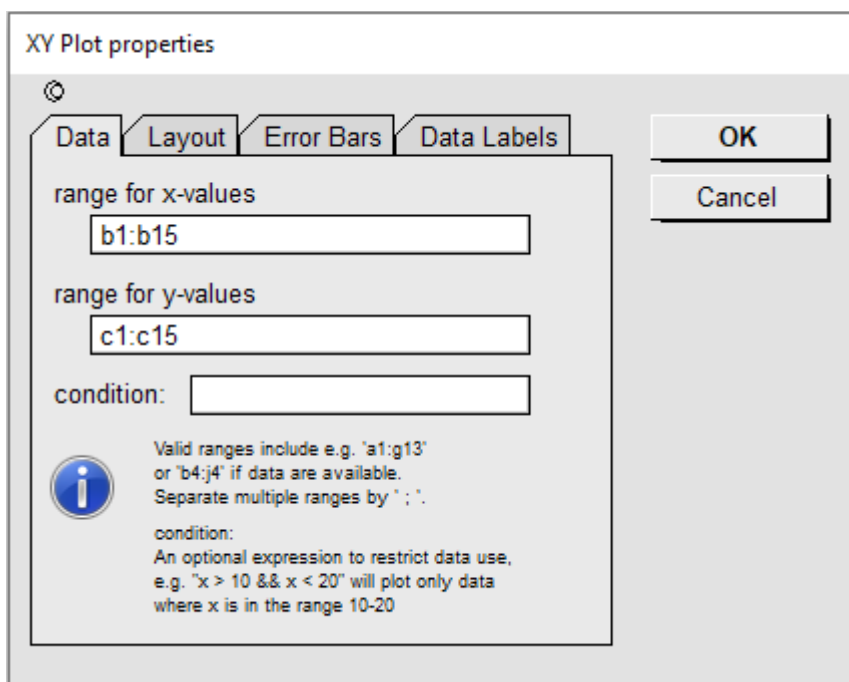 XY Plot properties
©
Data Layout Error Bars Data Labels
OK
Cancel
range for x-values
b1:b15
range for y-values
c1:c15
condition:
Valid ranges include e.g. 'a1:g13'
or 'b4:j4' if data are available.
Separate multiple ranges by ' ; '.
condition:
An optional expression to restrict data use,
e.g. "x > 10 && x < 20" will plot only data
where x is in the range 10-20